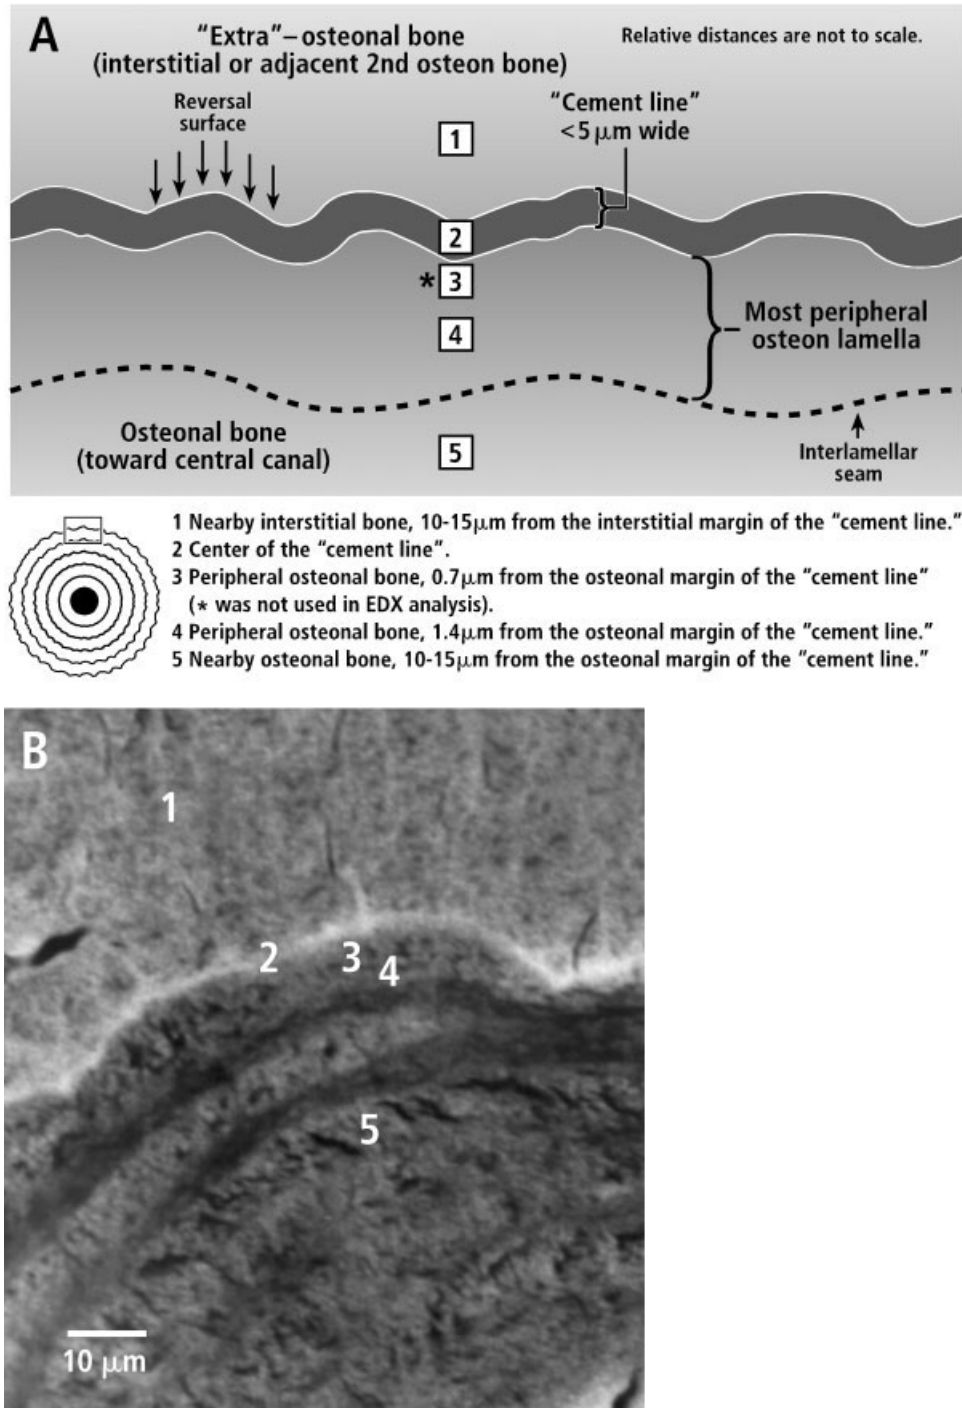 A
"Extra"–osteonal bone
(interstitial or adjacent 2nd osteon bone)
Relative distances are not to scale.
Reversal
surface
"Cement line"
<5 μm wide
1
2
* 3
4
Most peripheral
osteon lamella
Osteonal bone
(toward central canal)
5
Interlamellar
seam
1 Nearby interstitial bone, 10-15μm from the interstitial margin of the "cement line."
2 Center of the "cement line".
3 Peripheral osteonal bone, 0.7μm from the osteonal margin of the "cement line"
(* was not used in EDX analysis).
4 Peripheral osteonal bone, 1.4μm from the osteonal margin of the "cement line."
5 Nearby osteonal bone, 10-15μm from the osteonal margin of the "cement line."
B
1
2 3 4
5
10 μm